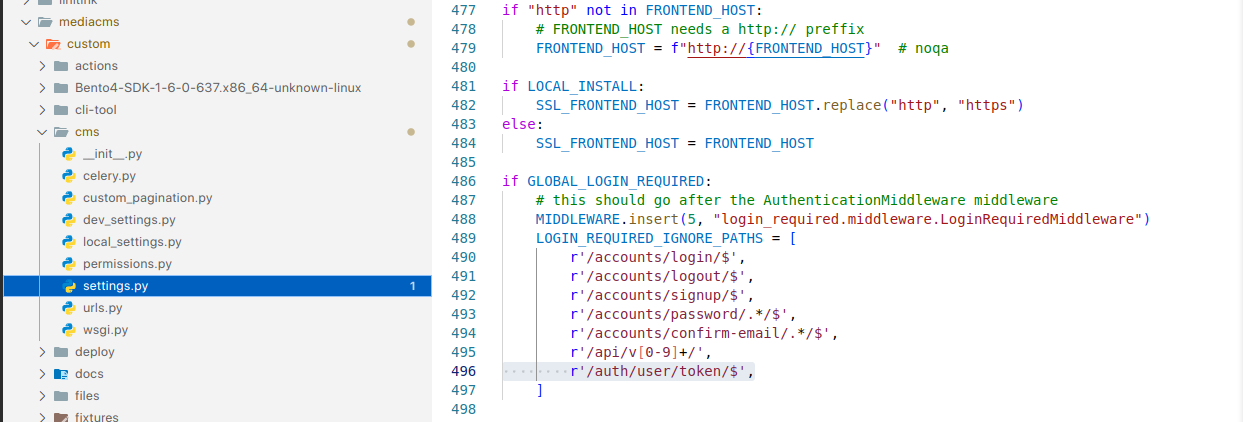 linitink
mediacms
custom
actions
Bento4-SDK-1-6-0-637.x86_64-unknown-linux
cli-tool
cms
__init__.py
celery.py
custom_pagination.py
dev_settings.py
local_settings.py
permissions.py
settings.py 1
urls.py
wsgi.py
deploy
docs
files
fixtures
477 if "http" not in FRONTEND_HOST:
478 # FRONTEND_HOST needs a http:// preffix
479 FRONTEND_HOST = f"http://{FRONTEND_HOST}" # noqa
480
481 if LOCAL_INSTALL:
482 SSL_FRONTEND_HOST = FRONTEND_HOST.replace("http", "https")
483 else:
484 SSL_FRONTEND_HOST = FRONTEND_HOST
485
486 if GLOBAL_LOGIN_REQUIRED:
487 # this should go after the AuthenticationMiddleware middleware
488 MIDDLEWARE.insert(5, "login_required.middleware.LoginRequiredMiddleware")
489 LOGIN_REQUIRED_IGNORE_PATHS = [
490 r'/accounts/login/$',
491 r'/accounts/logout/$',
492 r'/accounts/signup/$',
493 r'/accounts/password/.*/$',
494 r'/accounts/confirm-email/.*/$',
495 r'/api/v[0-9]+/',
496 r'/auth/user/token/$',
497 ]
498